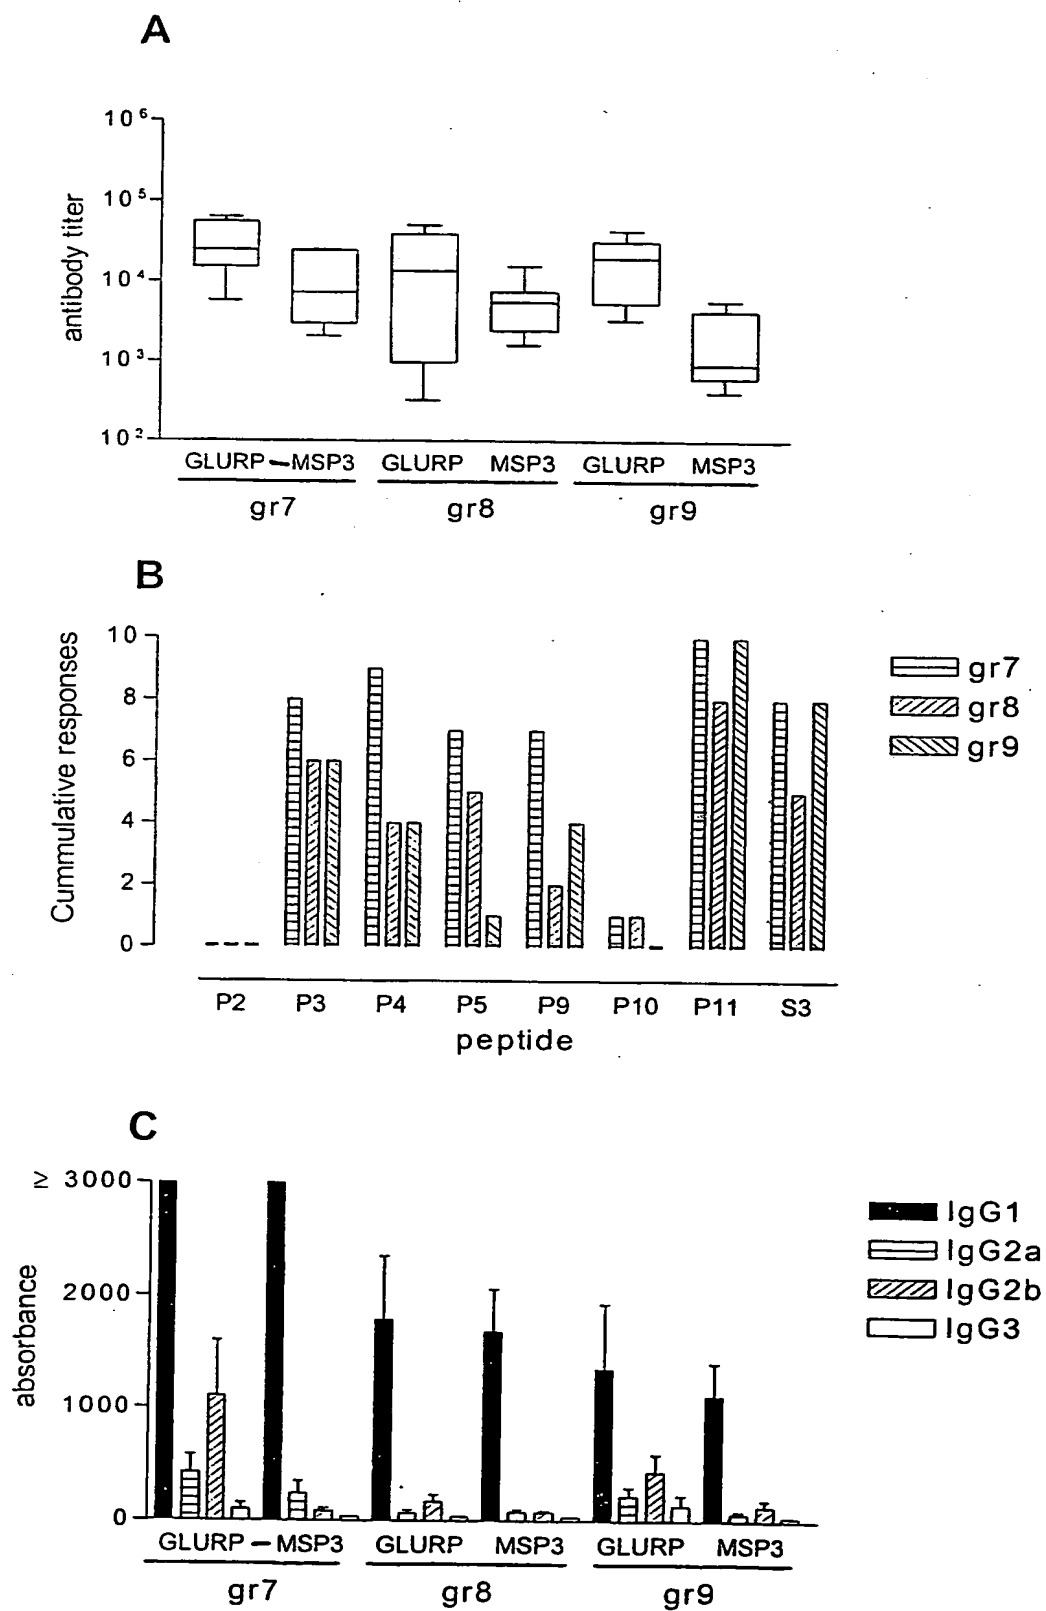 A
10⁶
10⁵
10⁴
10³
10²
antibody titer
GLURP – MSP3 GLURP MSP3 GLURP MSP3
gr7 gr8 gr9
B
10
8
6
4
2
0
Cummulative responses
gr7
gr8
gr9
P2 P3 P4 P5 P9 P10 P11 S3
peptide
C
≥ 3000
2000
1000
0
absorbance
IgG1
IgG2a
IgG2b
IgG3
GLURP – MSP3 GLURP MSP3 GLURP MSP3
gr7 gr8 gr9